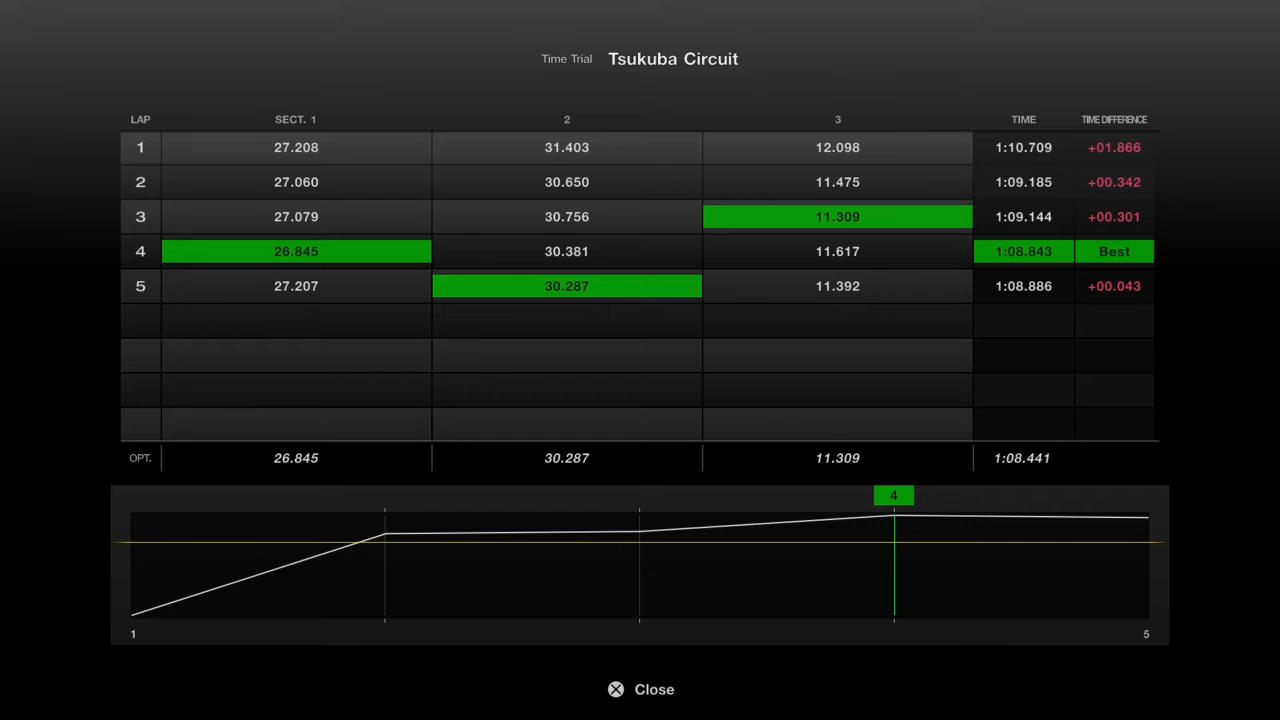 Time Trial Tsukuba Circuit
LAP SECT. 1 2 3 TIME TIME DIFFERENCE
1 27.208 31.403 12.098 1:10.709 +01.866
2 27.060 30.650 11.475 1:09.185 +00.342
3 27.079 30.756 11.309 1:09.144 +00.301
4 26.845 30.381 11.617 1:08.843 Best
5 27.207 30.287 11.392 1:08.886 +00.043
OPT. 26.845 30.287 11.309 1:08.441
4
1 5
Close